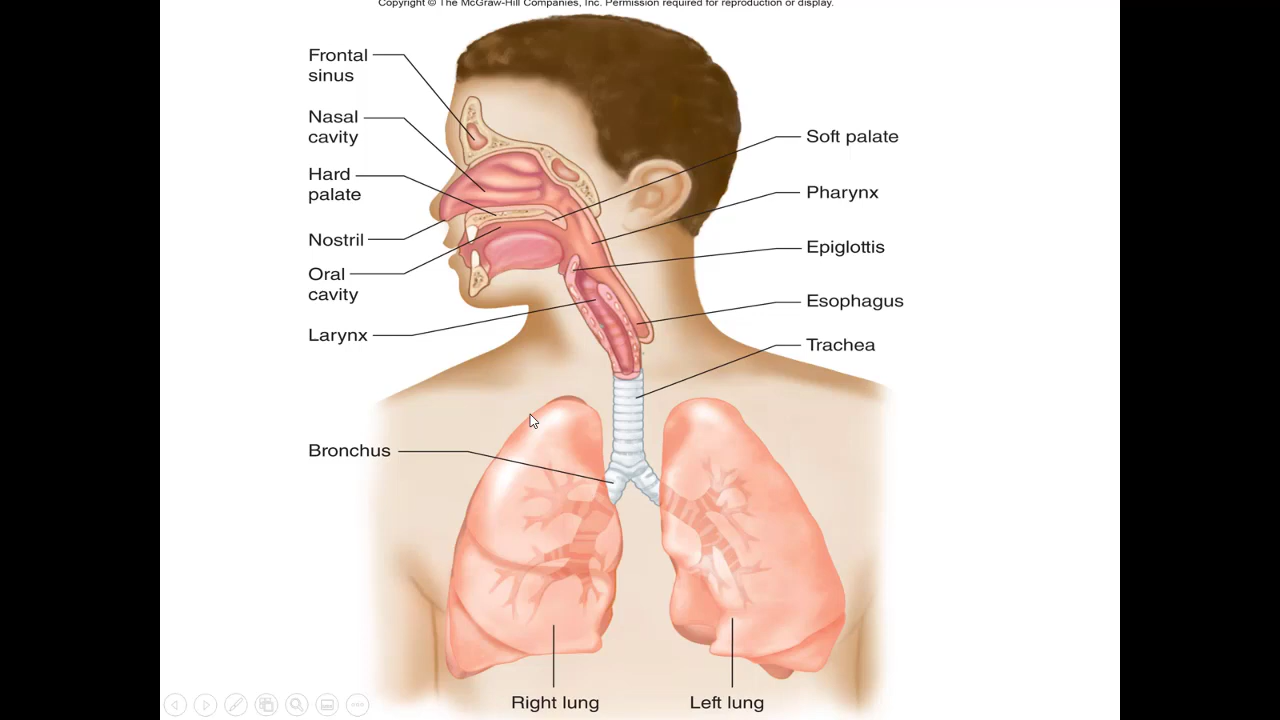 Copyright © The McGraw-Hill Companies, Inc. Permission required for reproduction or display.
Frontal
sinus
Nasal
cavity
Hard
palate
Nostril
Oral
cavity
Larynx
Bronchus
Soft palate
Pharynx
Epiglottis
Esophagus
Trachea
Right lung
Left lung